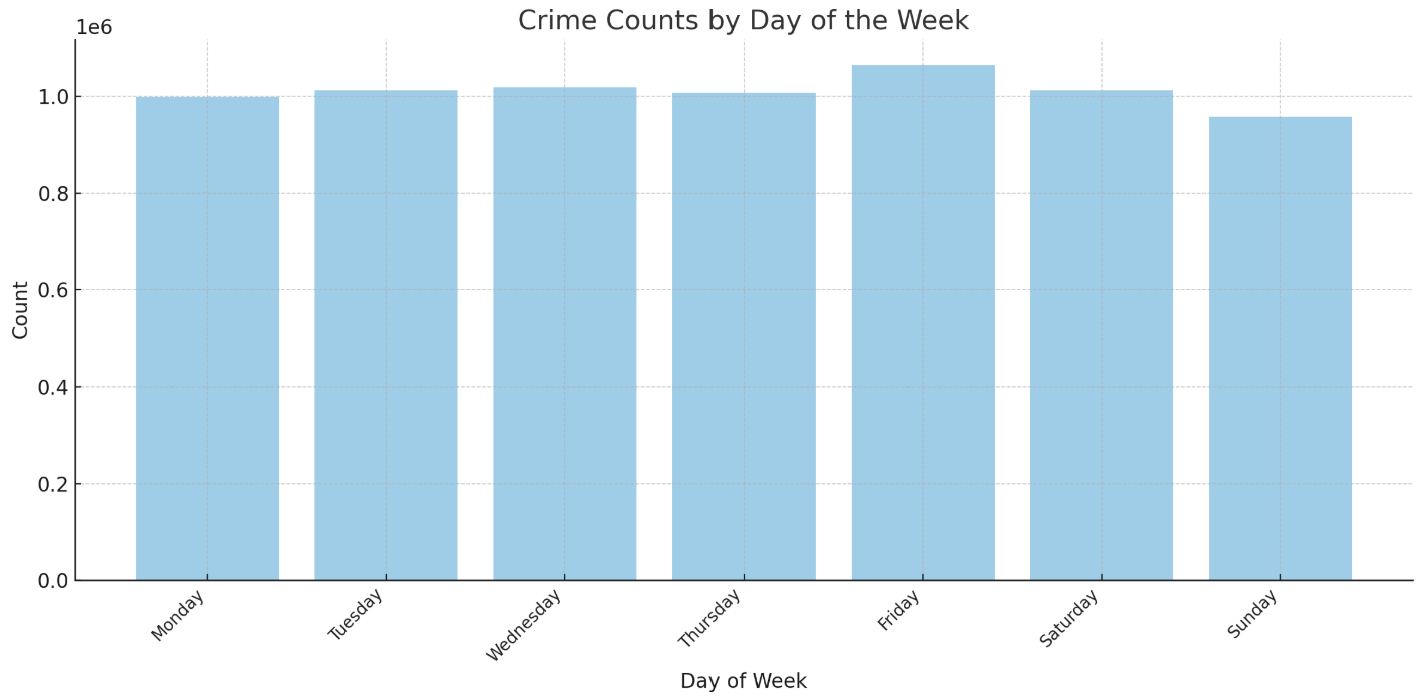 Crime Counts by Day of the Week
1e6
1.0
0.8
0.6
0.4
0.2
0.0
Count
Monday
Tuesday
Wednesday
Thursday
Friday
Saturday
Sunday
Day of Week